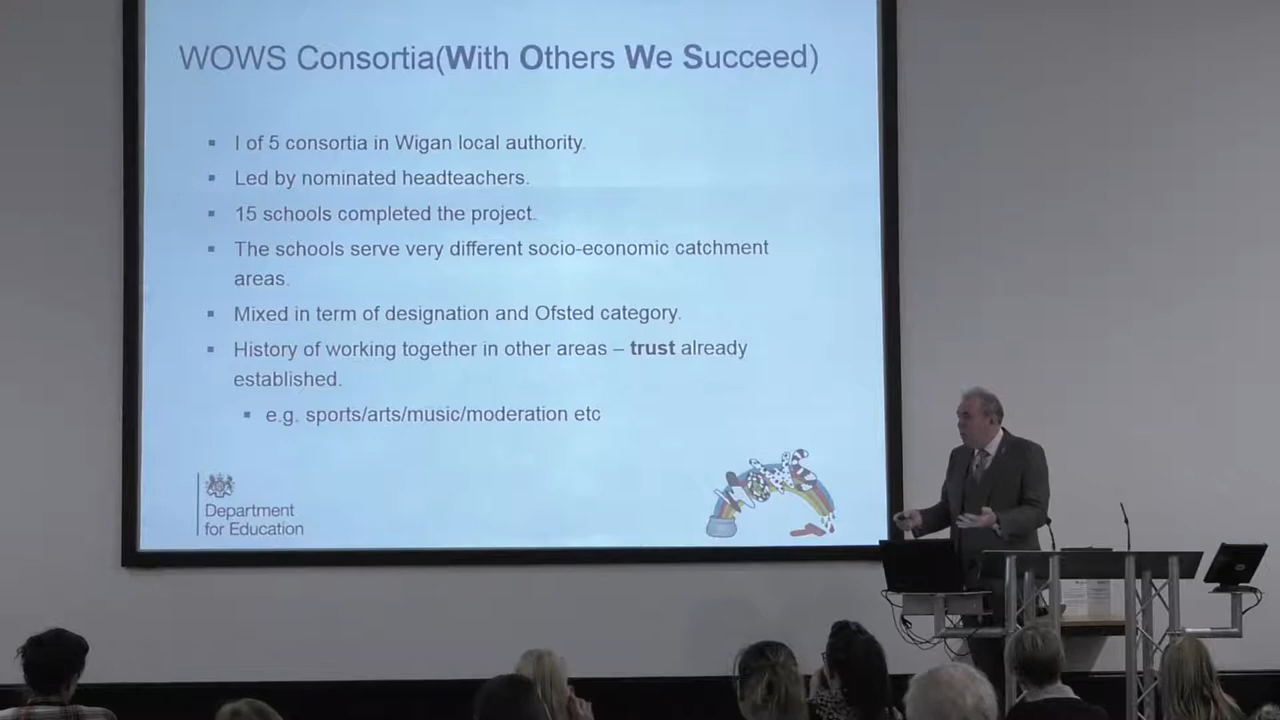 WOWS Consortia(With Others We Succeed)
I of 5 consortia in Wigan local authority.
Led by nominated headteachers.
15 schools completed the project.
The schools serve very different socio-economic catchment
areas.
Mixed in term of designation and Ofsted category.
History of working together in other areas – trust already
established.
e.g. sports/arts/music/moderation etc
Department
for Education